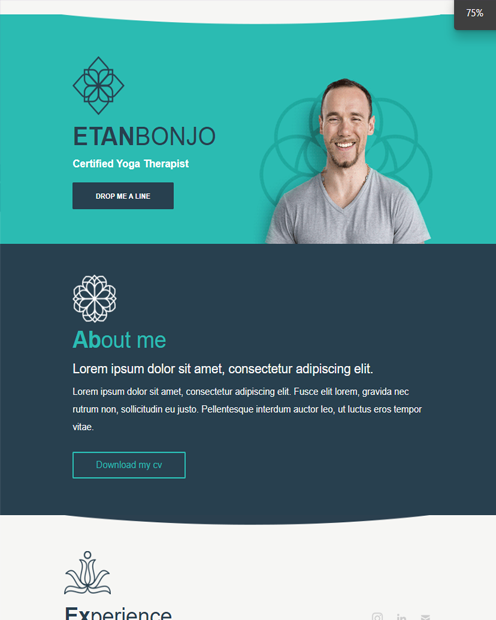 75%
ETANBONJO
Certified Yoga Therapist
DROP ME A LINE
About me
Lorem ipsum dolor sit amet, consectetur adipiscing elit.
Lorem ipsum dolor sit amet, consectetur adipiscing elit. Fusce elit lorem, gravida nec
rutrum non, sollicitudin eu justo. Pellentesque interdum auctor leo, ut luctus eros tempor
vitae.
Download my cv
Experience